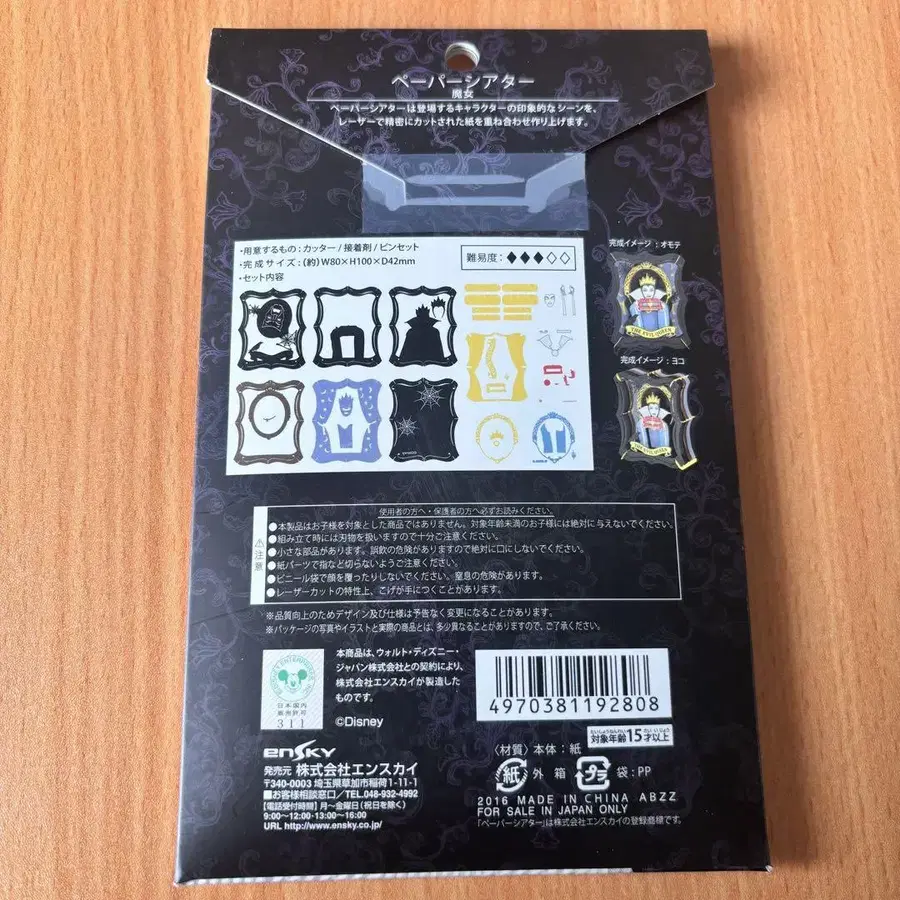 ペーパーシアター
魔女
ペーパーシアターは登場するキャラクターの印象的なシーンを、
レーザーで精密にカットされた紙を重ね合わせ作り上げます。
・用意するもの：カッター/接着剤/ピンセット
・完成サイズ：(約)W80×H100×D42mm
・セット内容
難易度：◆◆◆◇◇
完成イメージ：オモテ
THE EVIL QUEEN
完成イメージ：ヨコ
THE EVIL QUEEN
使用者の方へ・保護者の方へ必ずお読みください。
⚠注意
●本製品はお子様を対象とした商品ではありません。対象年齢未満のお子様には絶対に与えないでください。
●組み立て時には刃物を扱いますので十分ご注意ください。
●小さな部品があります。誤飲の危険がありますので絶対に口にしないでください。
●紙パーツで指など切らないようご注意ください。
●ビニール袋で顔を覆ったりしないでください。窒息の危険があります。
●レーザーカットの特性上、こげが手につくことがあります。
※品質向上のためデザイン及び仕様は予告なく変更になることがあります。
※パッケージの写真やイラストと実際の商品とは、多少異なることがありますので、ご了承ください。
日本国内
販売許可
311
本商品は、ウォルト・ディズニー・
ジャパン株式会社との契約により、
株式会社エンスカイが製造した
ものです。
©Disney
4970381192808
たいしょうねんれい さい いじょう
対象年齢15才以上
ensky
発売元 株式会社エンスカイ
〒340-0003 埼玉県草加市稲荷1-11-1
■お客様相談窓口/TEL.048-932-4992
【電話受付時間】月～金曜日(祝日を除く)
9:00～12:00・13:00～16:00
URL http://www.ensky.co.jp/
〈材質〉本体：紙
紙 外箱 プラ 袋：PP
2016 MADE IN CHINA ABZZ
FOR SALE IN JAPAN ONLY
「ペーパーシアター」は株式会社エンスカイの登録商標です。